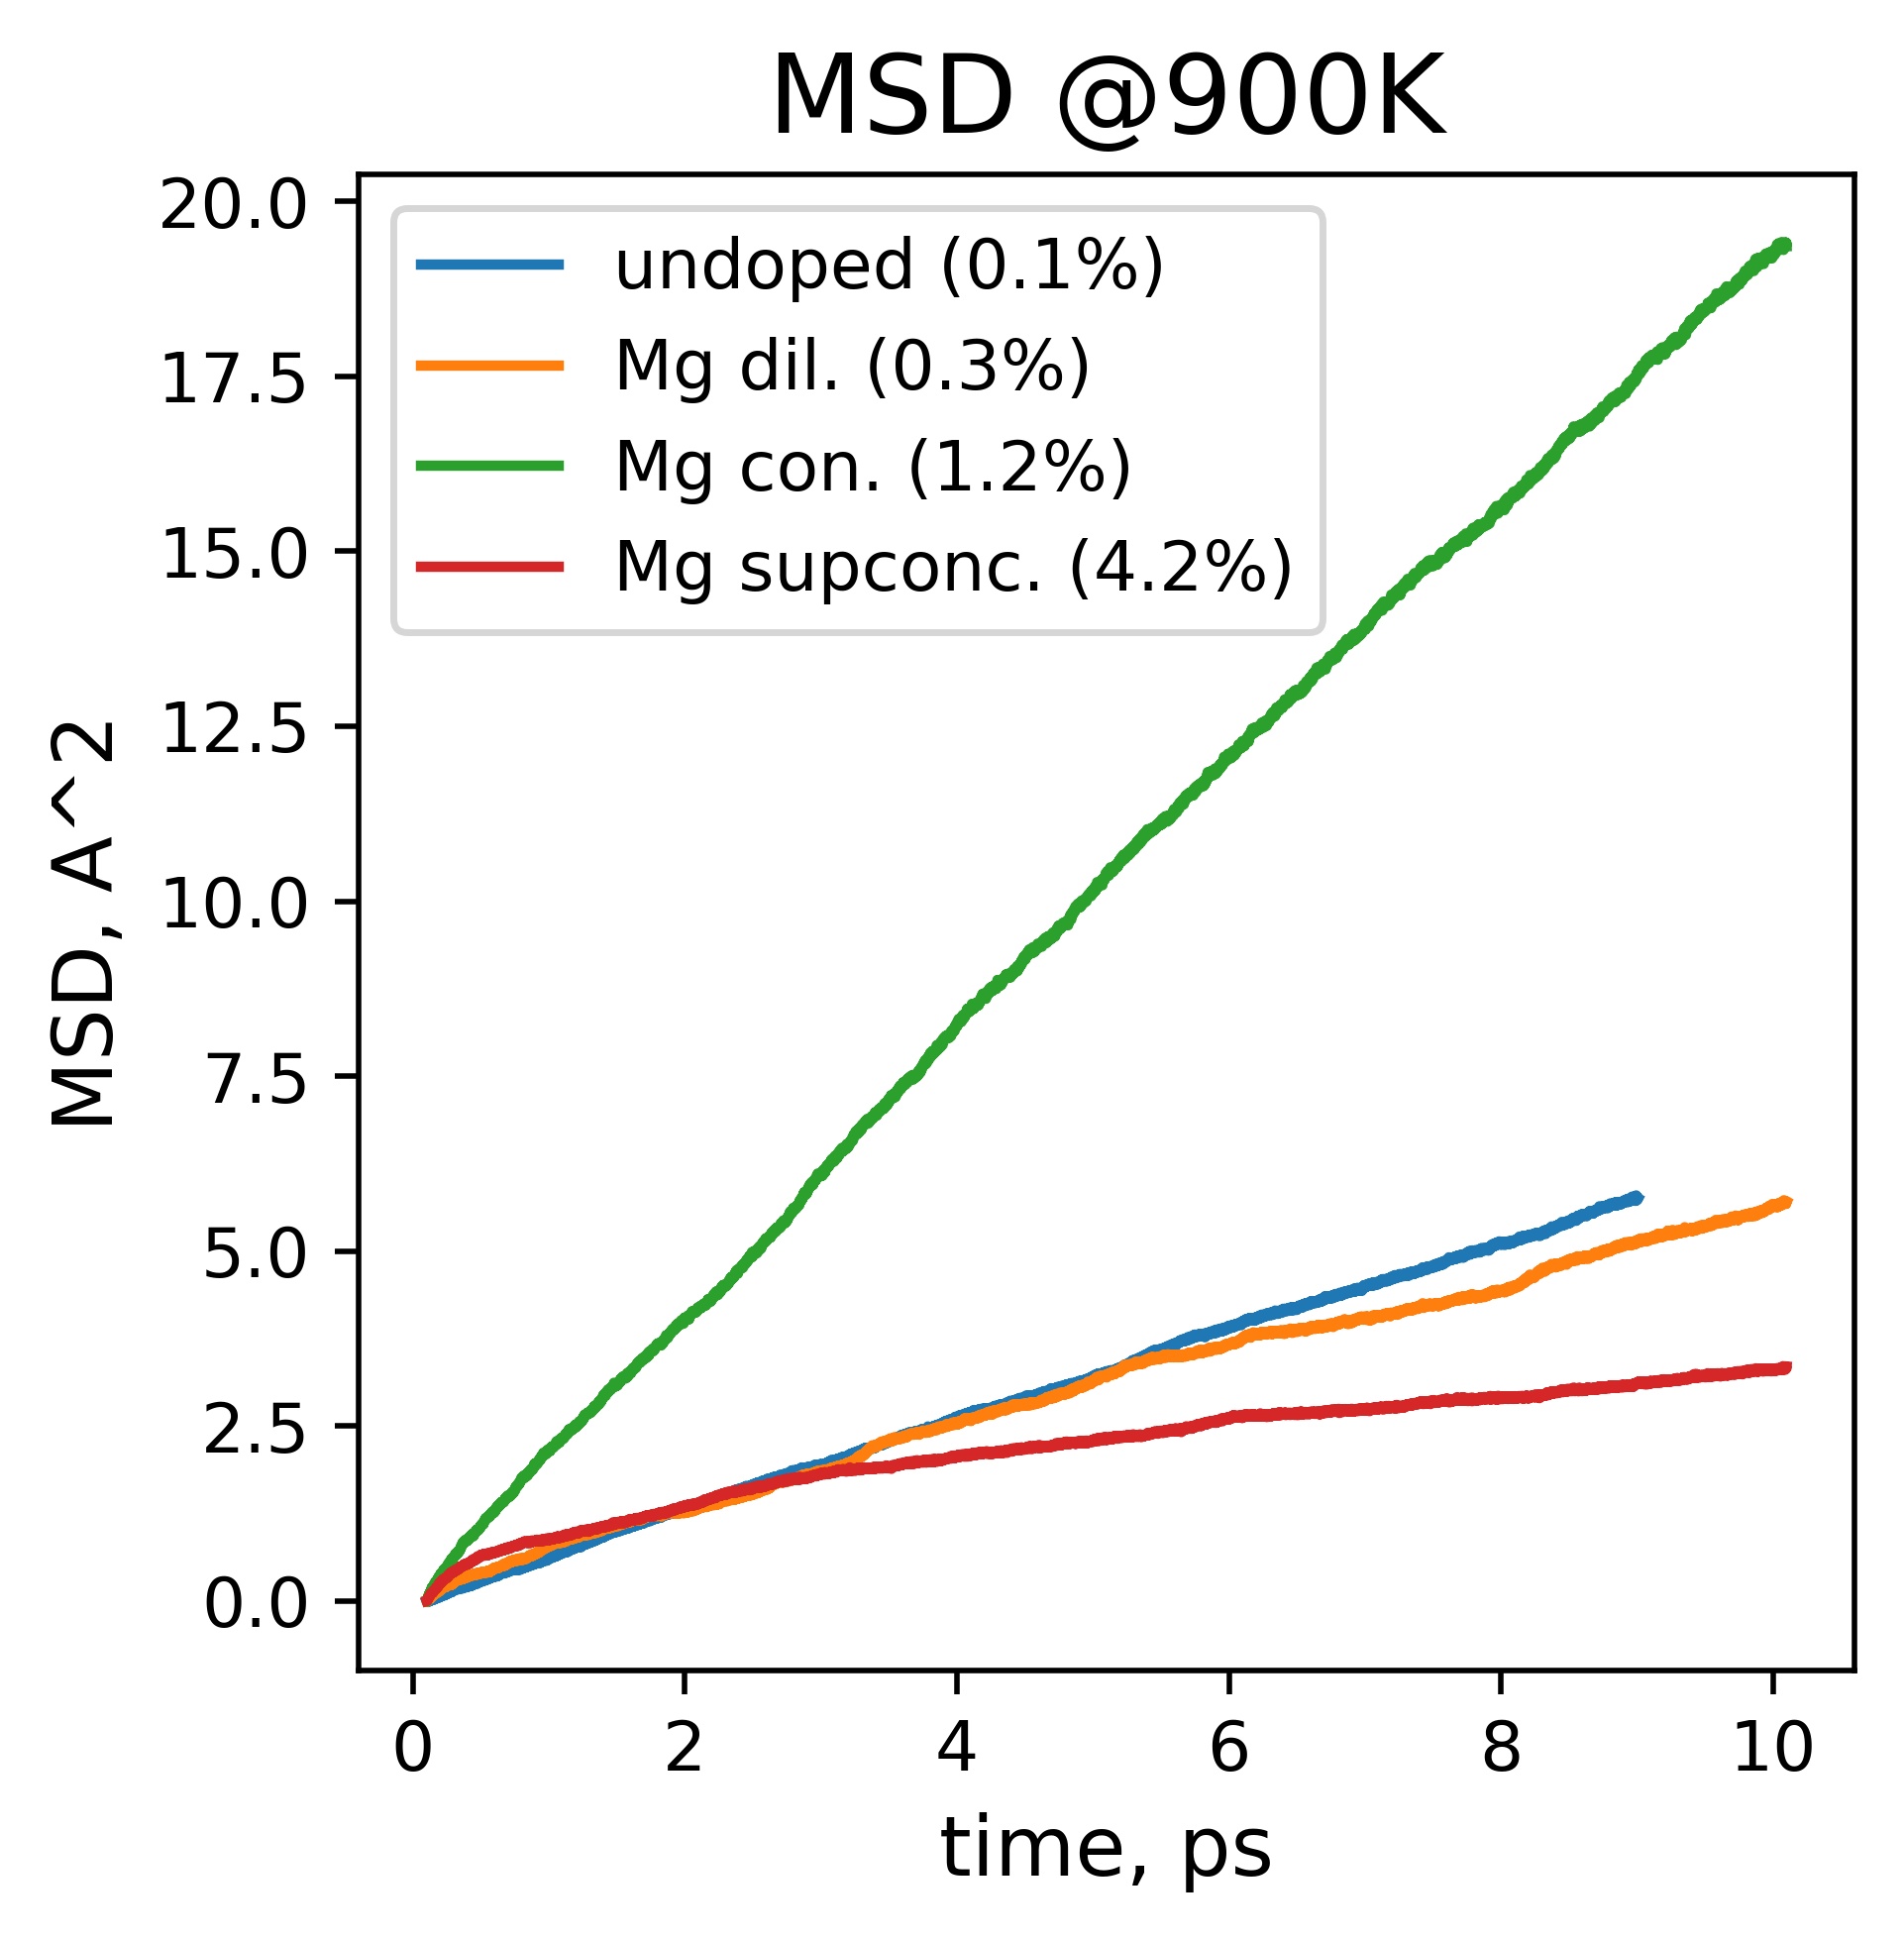 MSD @900K
20.0
17.5
15.0
12.5
10.0
7.5
5.0
2.5
0.0
MSD, A^2
undoped (0.1%)
Mg dil. (0.3%)
Mg con. (1.2%)
Mg supconc. (4.2%)
0 2 4 6 8 10
time, ps